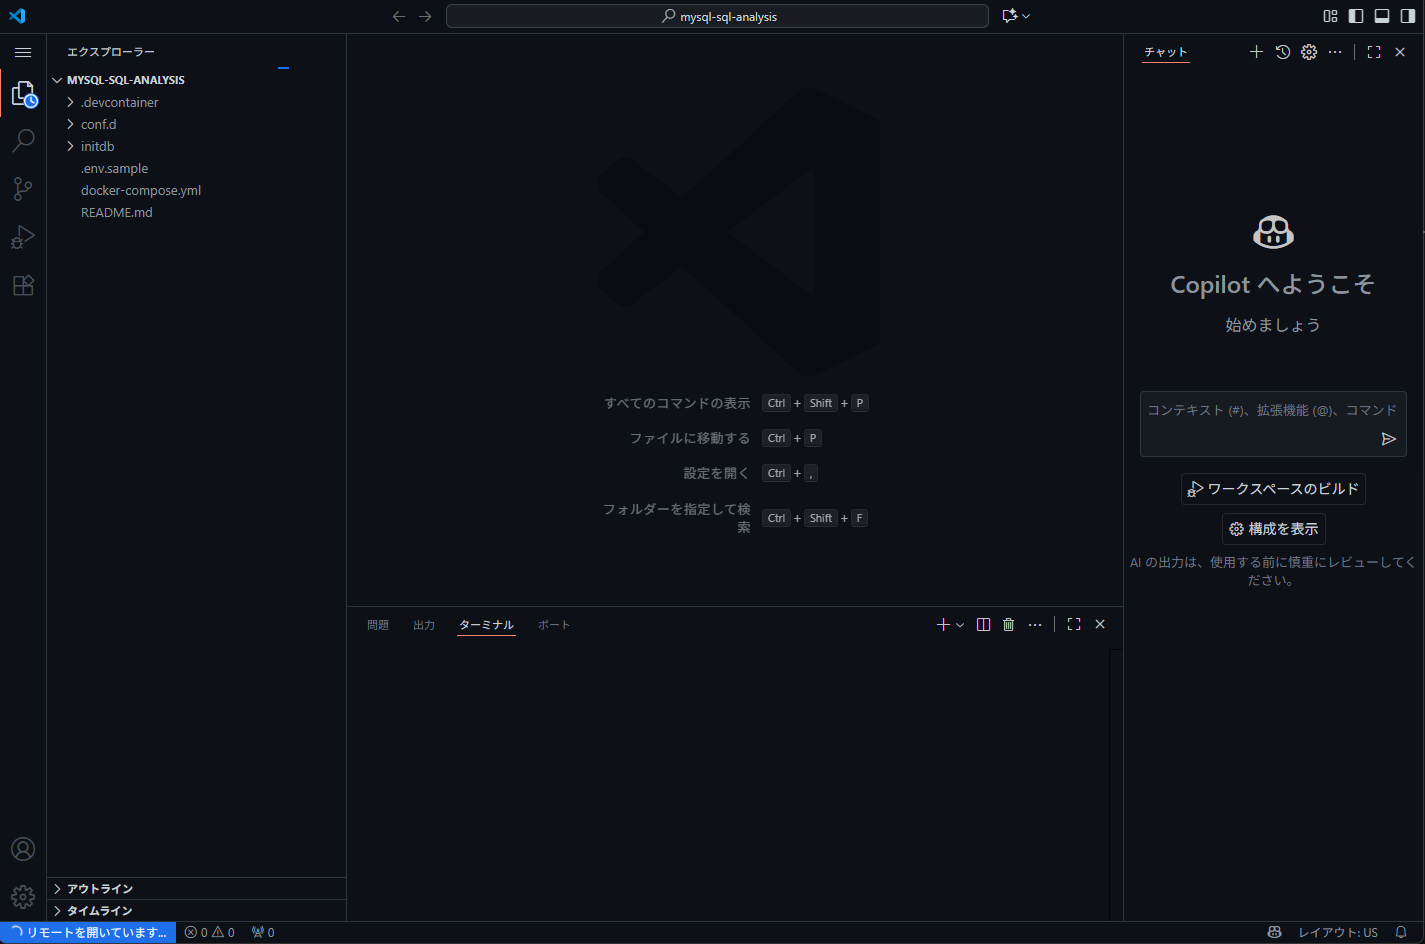 mysql-sql-analysis
エクスプローラー
MYSQL-SQL-ANALYSIS
.devcontainer
conf.d
initdb
.env.sample
docker-compose.yml
README.md
アウトライン
タイムライン
すべてのコマンドの表示 Ctrl + Shift + P
ファイルに移動する Ctrl + P
設定を開く Ctrl + ,
フォルダーを指定して検
索 Ctrl + Shift + F
問題 出力 ターミナル ポート
チャット
Copilot へようこそ
始めましょう
コンテキスト (#)、拡張機能 (@)、コマンド
ワークスペースのビルド
構成を表示
AI の出力は、使用する前に慎重にレビューしてく
ださい。
リモートを開いています... 0 0 0 レイアウト: US